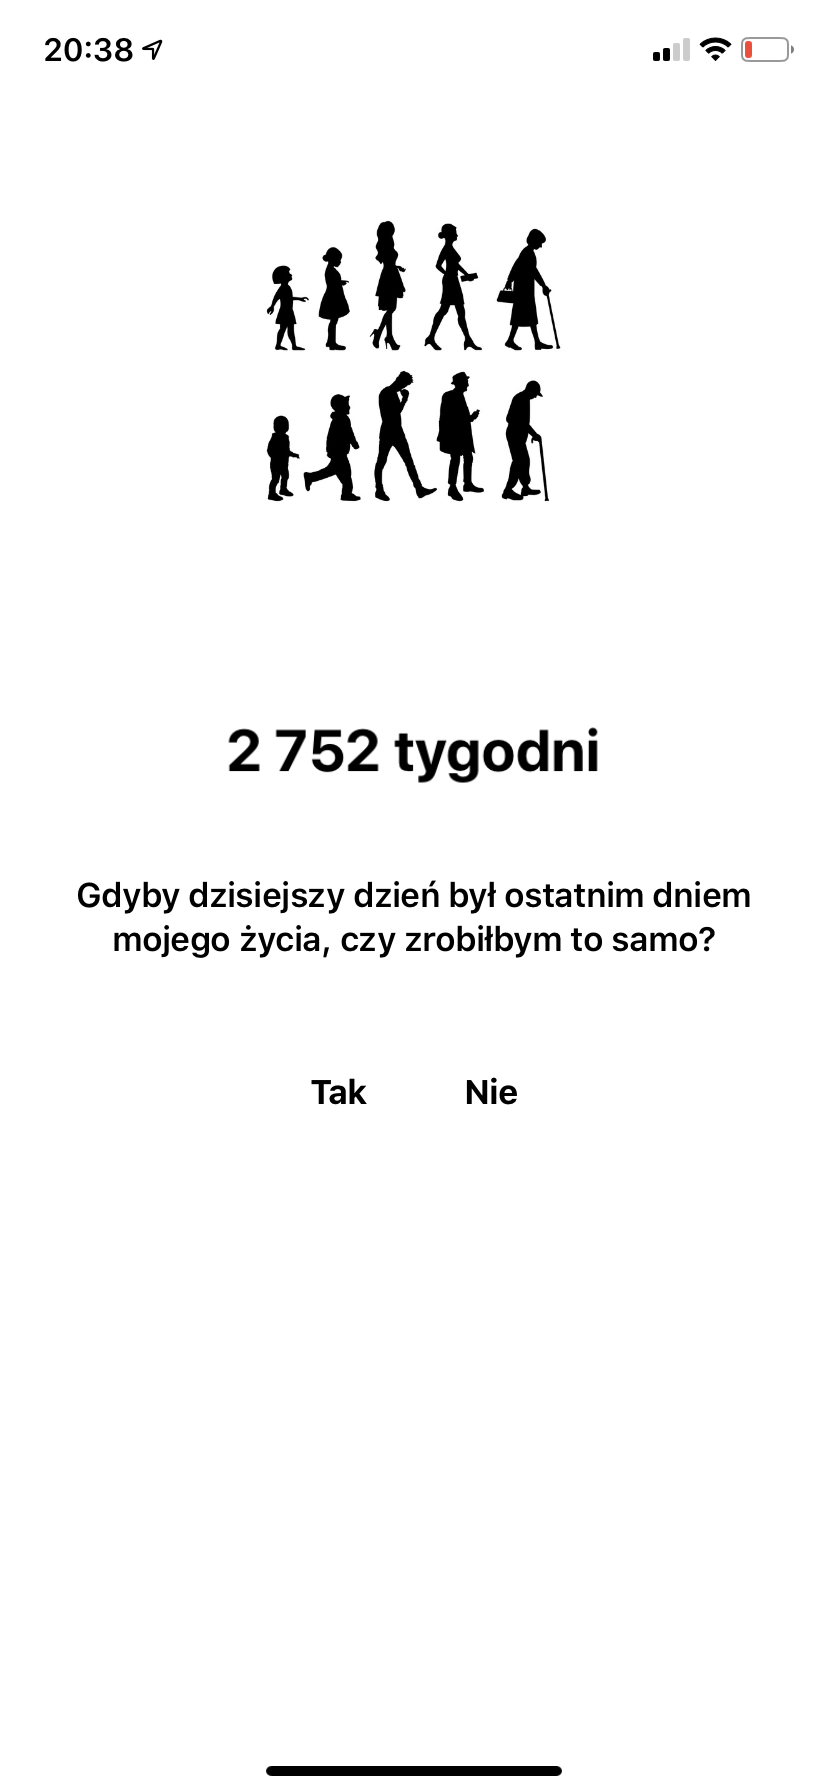 20:38
2 752 tygodni
Gdyby dzisiejszy dzień był ostatnim dniem
mojego życia, czy zrobiłbym to samo?
Tak Nie